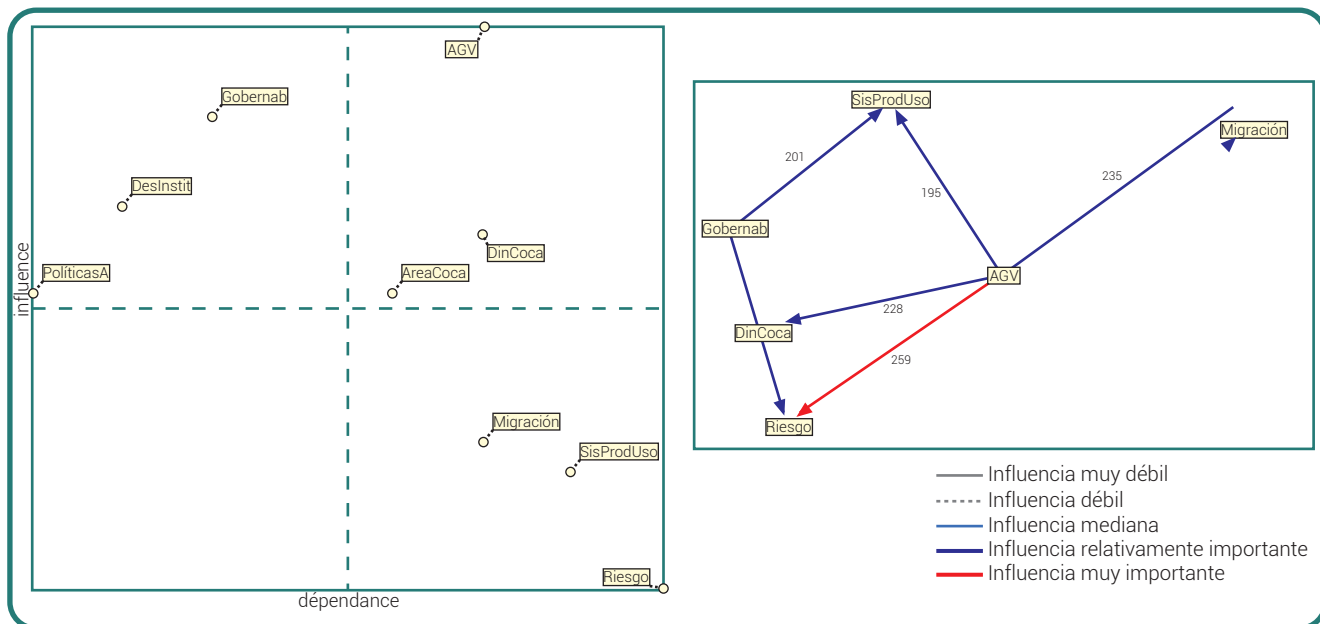 AGV
Gobernab
DesInstit
DinCoca
PolíticasA
AreaCoca
influence
Migración
SisProdUso
Riesgo
dépendance
SisProdUso
Migración
201
235
195
Gobernab
AGV
228
DinCoca
259
Riesgo
Influencia muy débil
Influencia débil
Influencia mediana
Influencia relativamente importante
Influencia muy importante